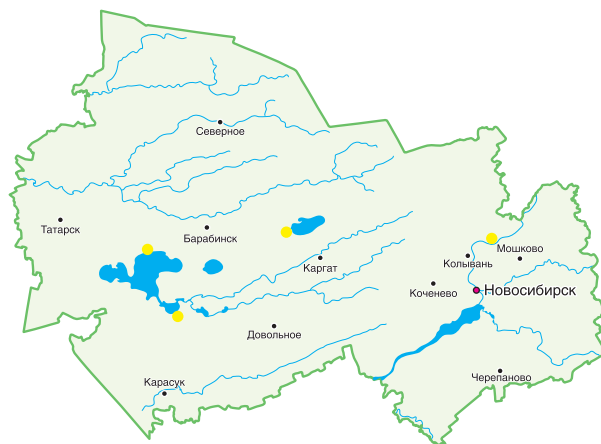 Северное
Татарск
Барабинск
Мошково
Колывань
Каргат
Коченево
Новосибирск
Довольное
Черепаново
Карасук